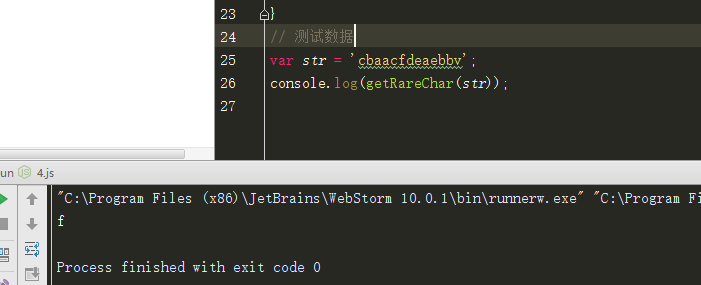 23 }
24 // 测试数据
25 var str = 'cbaacfdeaebbv';
26 console.log(getRareChar(str));
27
un 4.js
"C:\Program Files (x86)\JetBrains\WebStorm 10.0.1\bin\runnerw.exe" "C:\Program Fi
f
Process finished with exit code 0